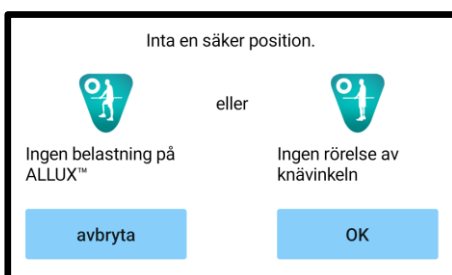 Inta en säker position.
eller
Ingen belastning på
ALLUX™
Ingen rörelse av
knävinkeln
avbryta
OK